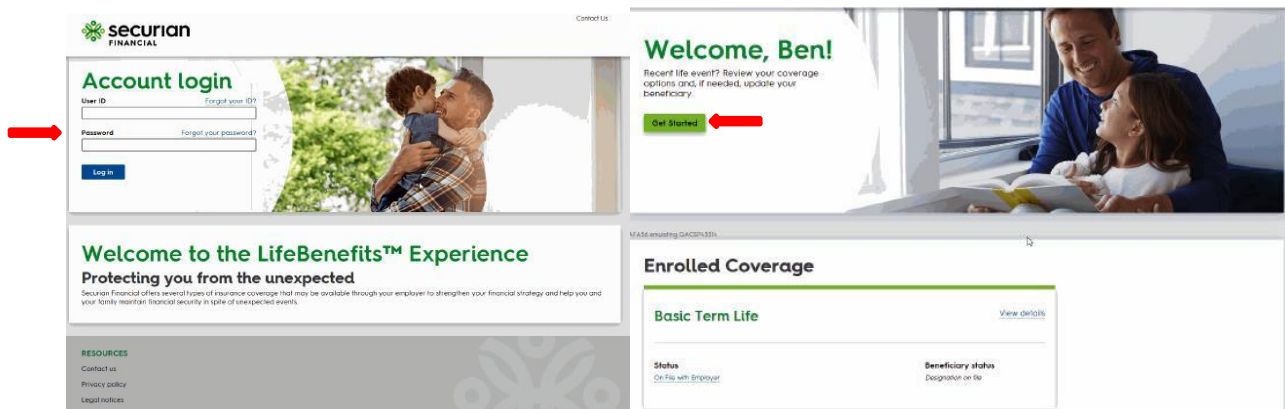 securian
FINANCIAL
Contact Us
Account login
User ID Forgot your ID?
Password Forgot your password?
Log in
Welcome to the LifeBenefits™ Experience
Protecting you from the unexpected
Securian Financial offers several types of insurance coverage that may be available through your employer to strengthen your financial strategy and help you and
your family maintain financial security in spite of unexpected events.
RESOURCES
Contact us
Privacy policy
Legal notices
Welcome, Ben!
Recent life event? Review your coverage
options and, if needed, update your
beneficiary.
Get Started
emulating
Enrolled Coverage
Basic Term Life View details
Status Beneficiary status
On File with Employer Designation on file